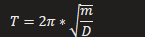 T = 2π * √(m/D)